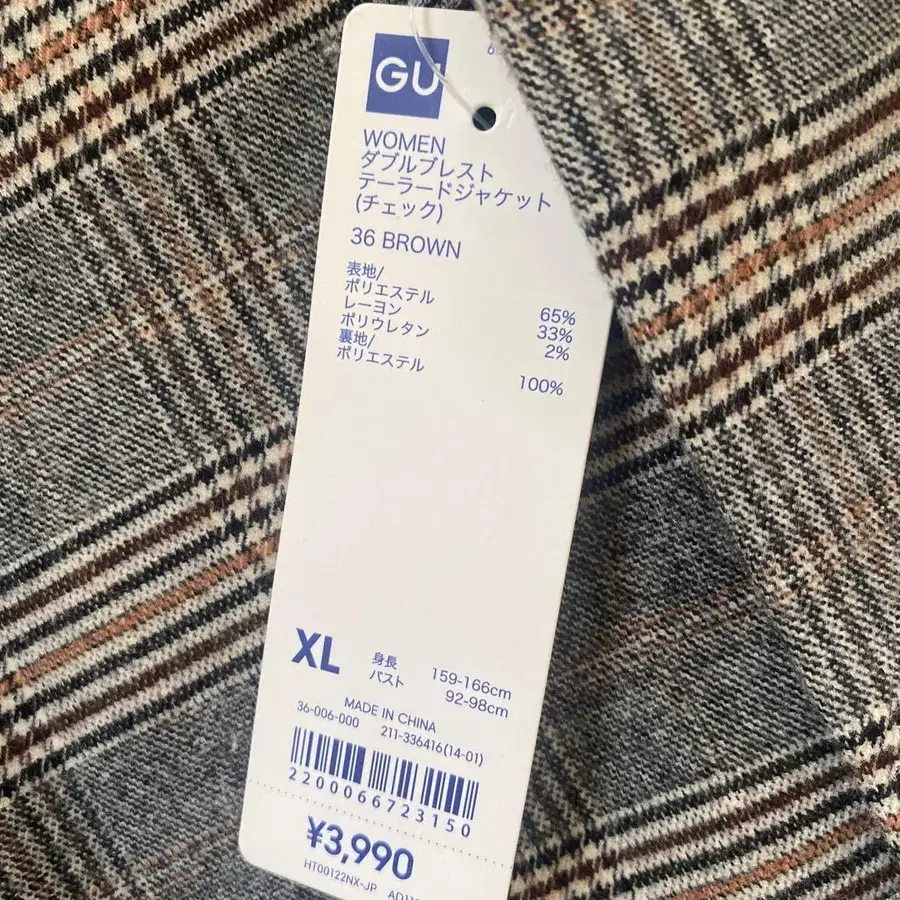 GU
WOMEN
ダブルブレスト
テーラードジャケット
(チェック)
36 BROWN
表地/
ポリエステル 65%
レーヨン 33%
ポリウレタン 2%
裏地/
ポリエステル 100%
XL 身長 159-166cm
バスト 92-98cm
MADE IN CHINA
36-006-000 211-336416(14-01)
2200066723150
¥3,990
HT00122NX-JP